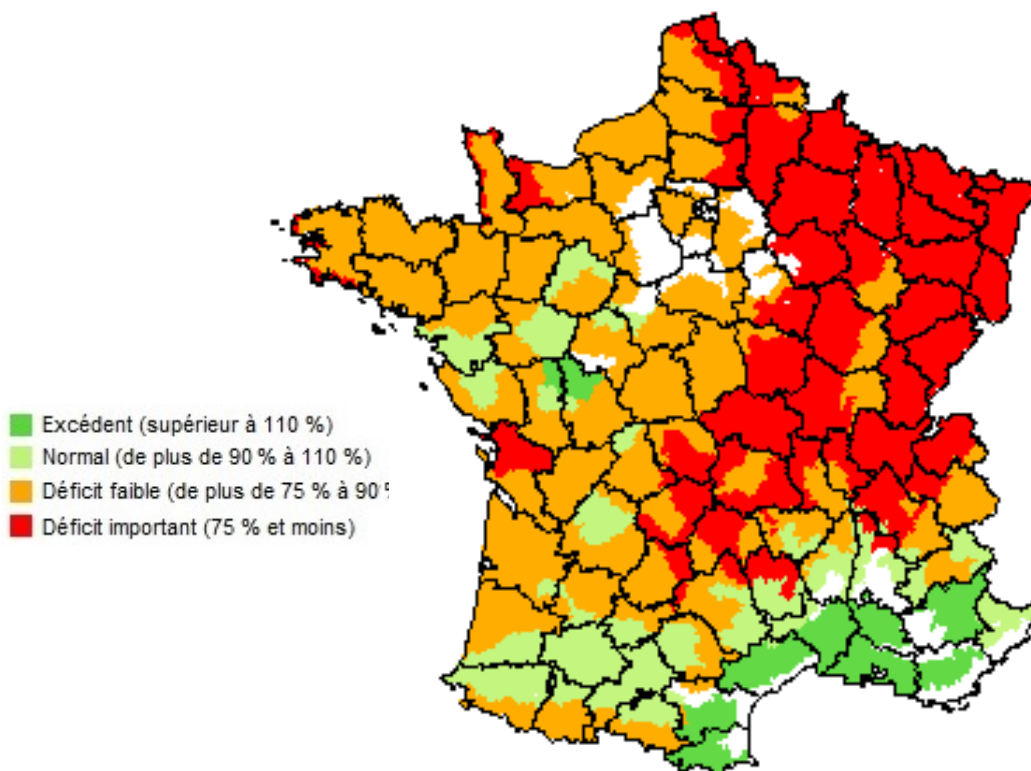 Excédent (supérieur à 110 %)
Normal (de plus de 90 % à 110 %)
Déficit faible (de plus de 75 % à 90
Déficit important (75 % et moins)